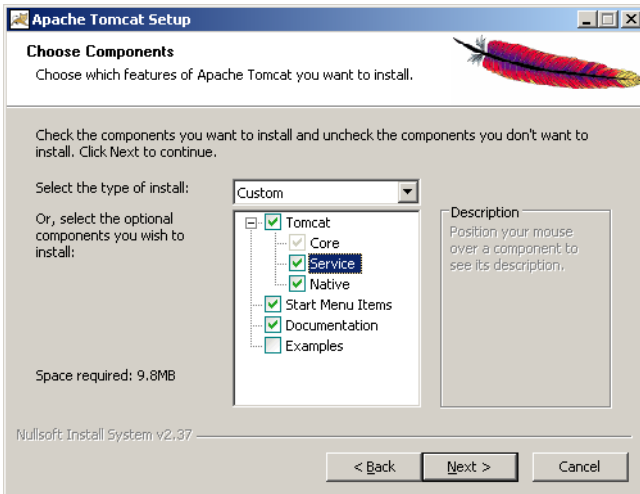 Apache Tomcat Setup
Choose Components
Choose which features of Apache Tomcat you want to install.
Check the components you want to install and uncheck the components you don't want to
install. Click Next to continue.
Select the type of install:
Custom
Or, select the optional
components you wish to
install:
Tomcat
Core
Service
Native
Start Menu Items
Documentation
Examples
Description
Position your mouse
over a component to
see its description.
Space required: 9.8MB
Nullsoft Install System v2.37
< Back
Next >
Cancel